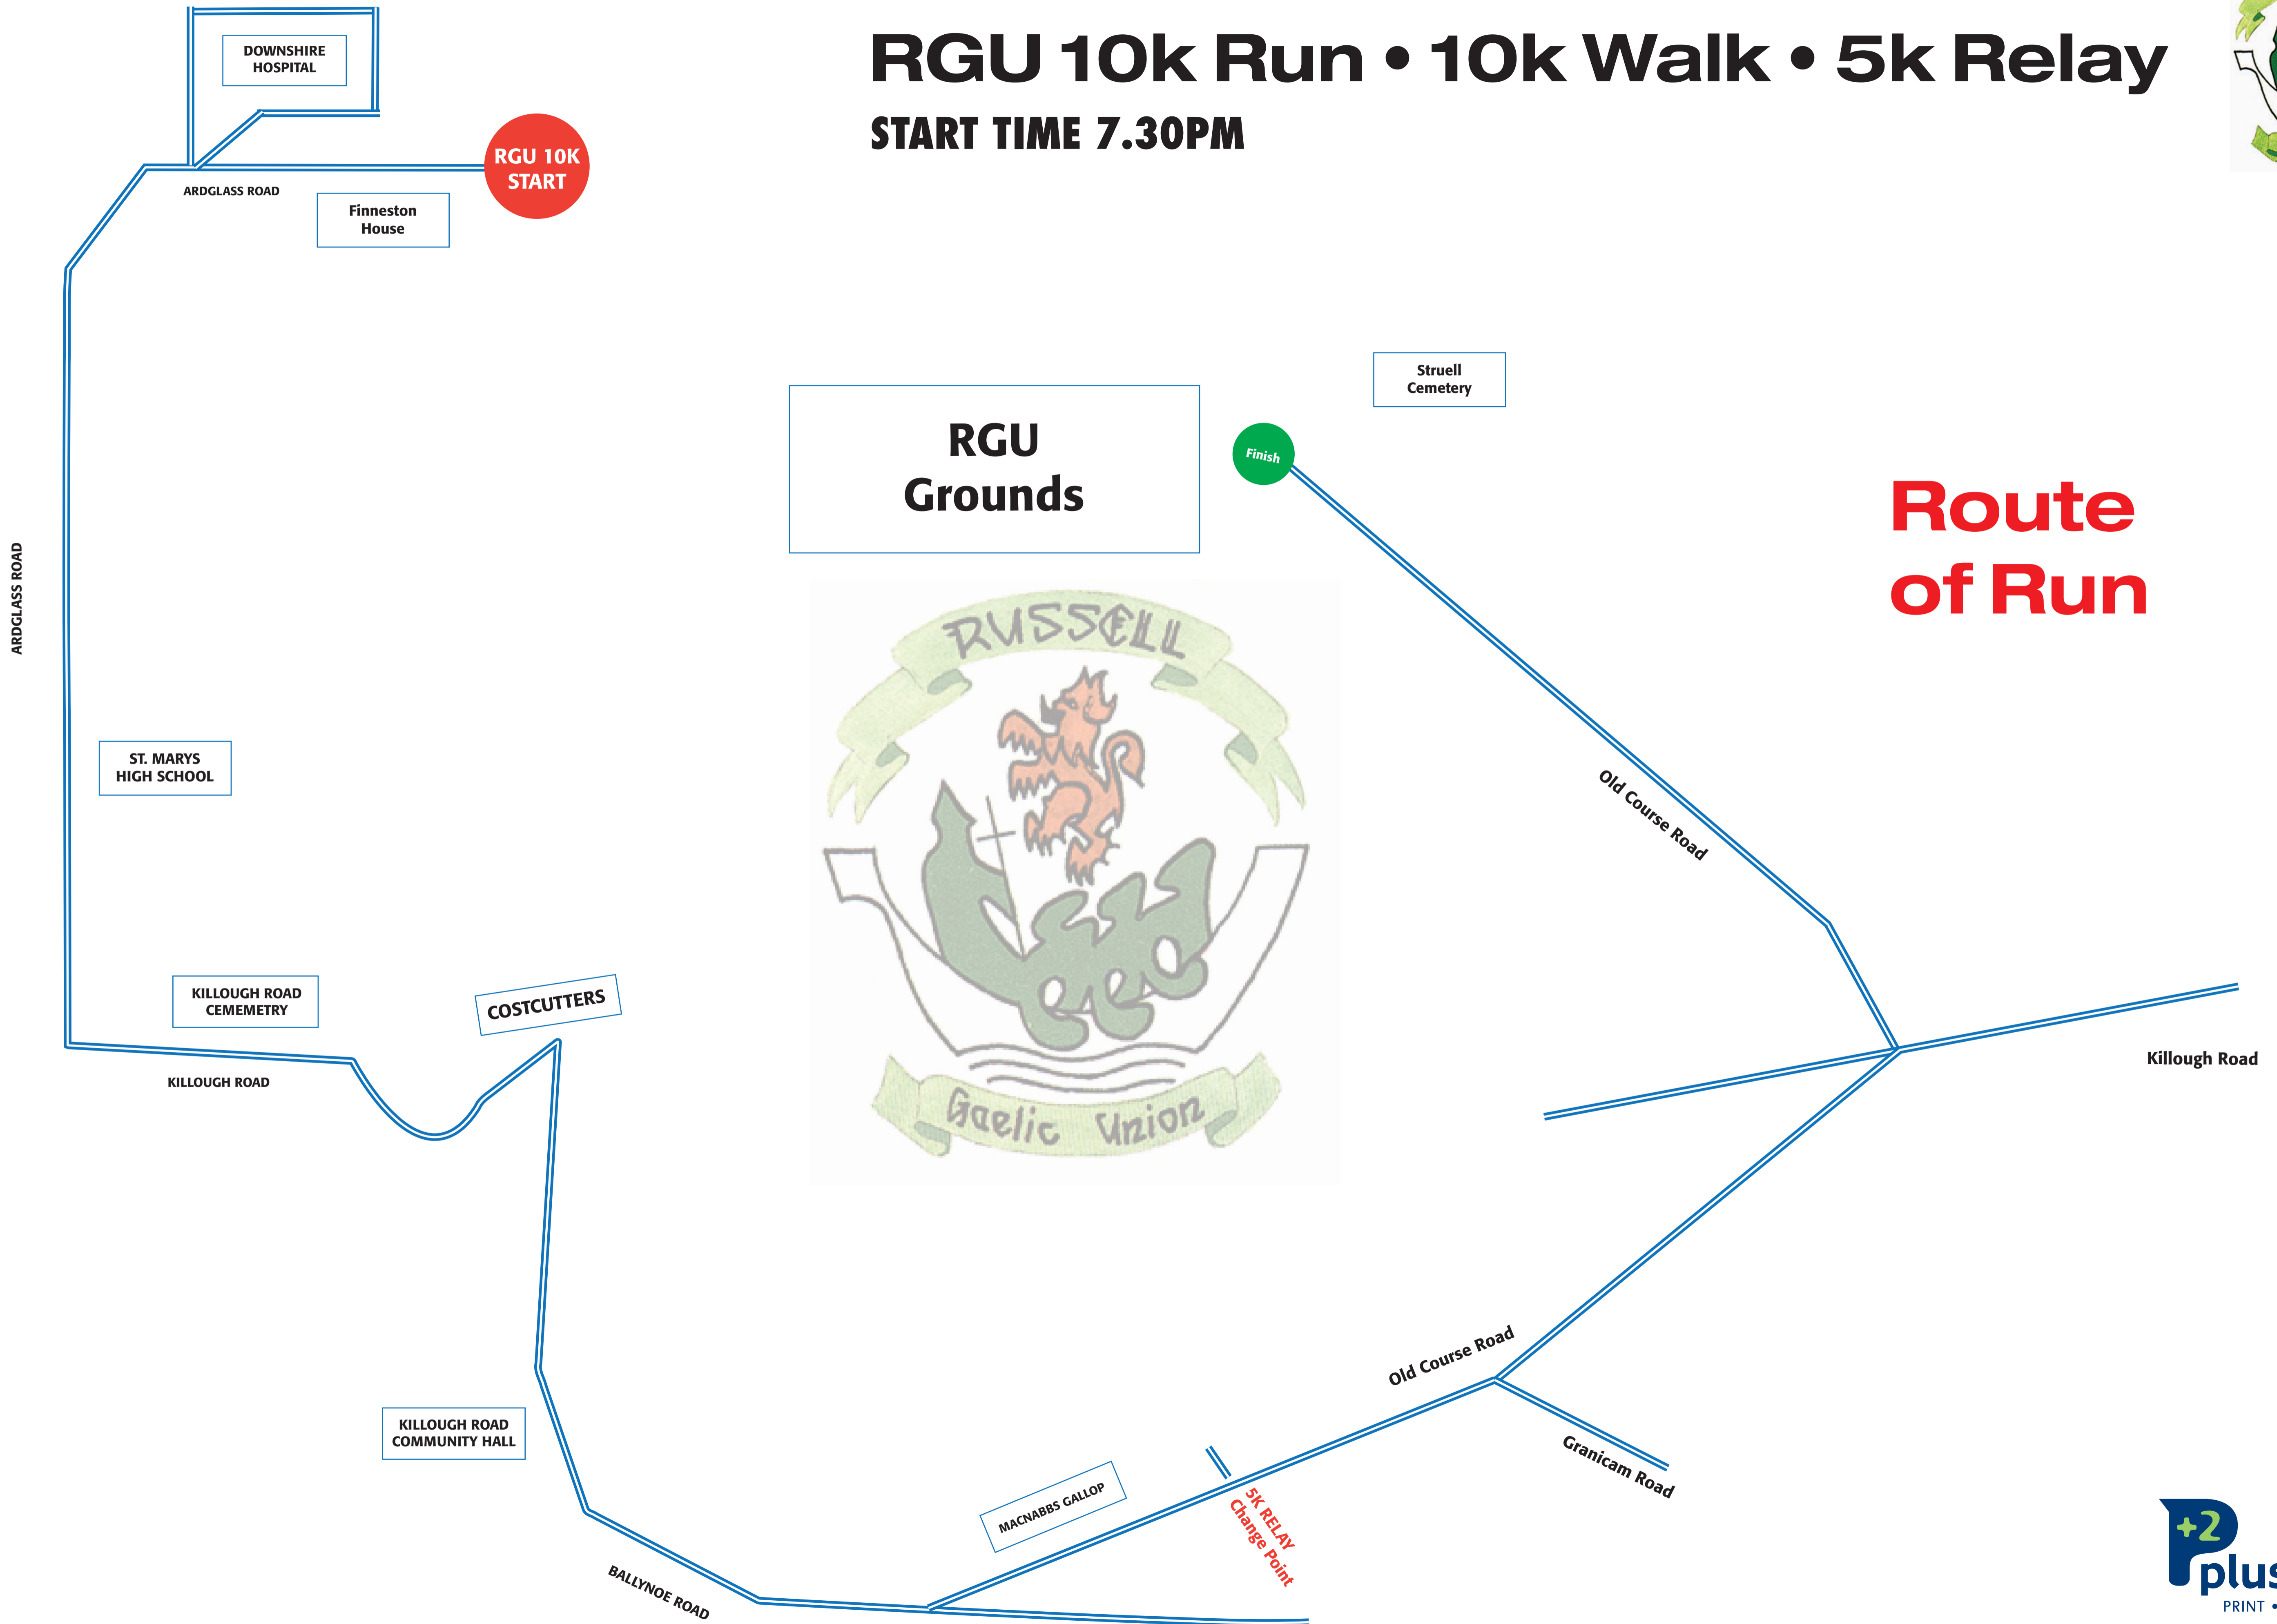 RGU 10k Run • 10k Walk • 5k Relay
START TIME 7.30PM
DOWNSHIRE
HOSPITAL
RGU 10K
START
ARDGLASS ROAD
Finneston
House
Struell
Cemetery
RGU
Grounds
Finish
Route
of Run
ARDGLASS ROAD
RUSSELL
ST. MARYS
HIGH SCHOOL
Old Course Road
KILLOUGH ROAD
CEMEMETRY
COSTCUTTERS
KILLOUGH ROAD
Killough Road
Gaelic Union
Old Course Road
KILLOUGH ROAD
COMMUNITY HALL
Granicam Road
MACNABBS GALLOP
5K RELAY
Change Point
BALLYNOE ROAD
+2
plus
PRINT •